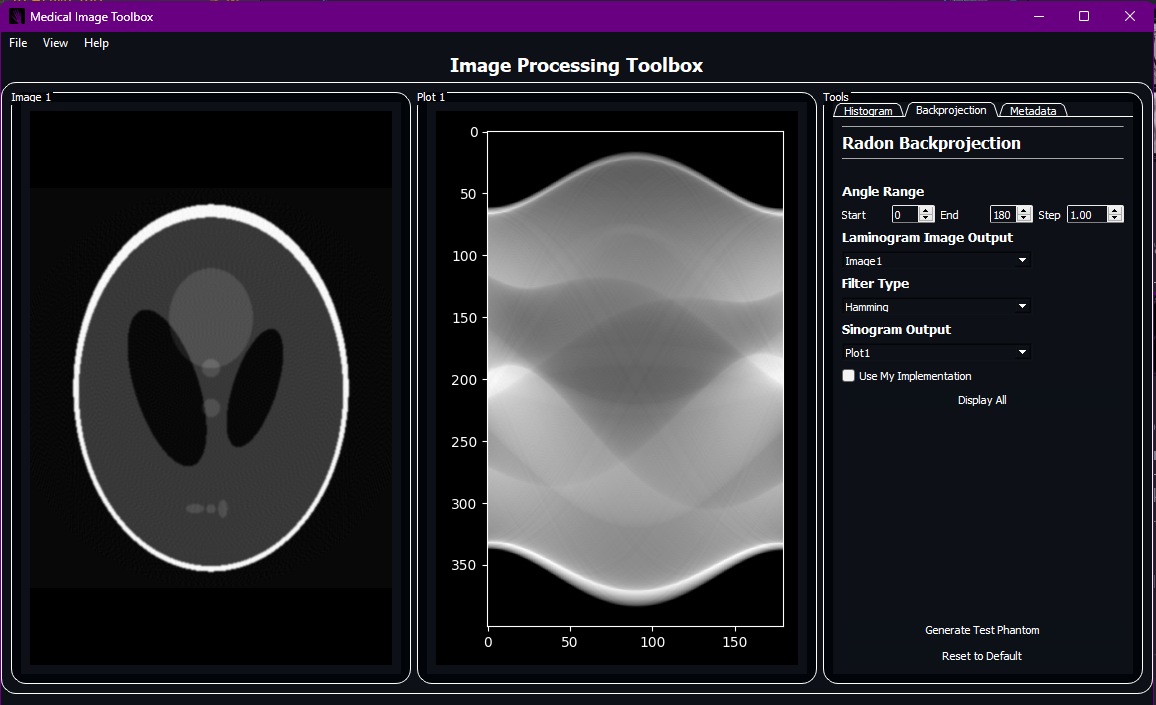 Medical Image Toolbox
File View Help
Image Processing Toolbox
Image 1
Plot 1
0
50
100
150
200
250
300
350
0 50 100 150
Tools
Histogram Backprojection Metadata
Radon Backprojection
Angle Range
Start 0 End 180 Step 1.00
Laminogram Image Output
Image1
Filter Type
Hamming
Sinogram Output
Plot1
Use My Implementation
Display All
Generate Test Phantom
Reset to Default